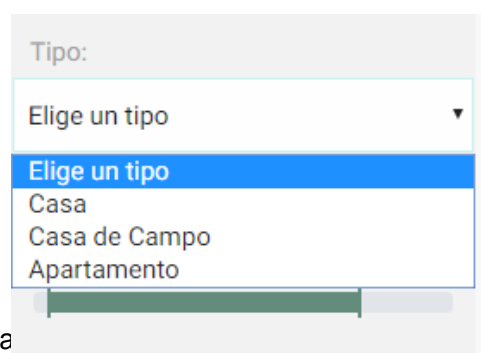 Tipo:
Elige un tipo
Elige un tipo
Casa
Casa de Campo
Apartamento
a